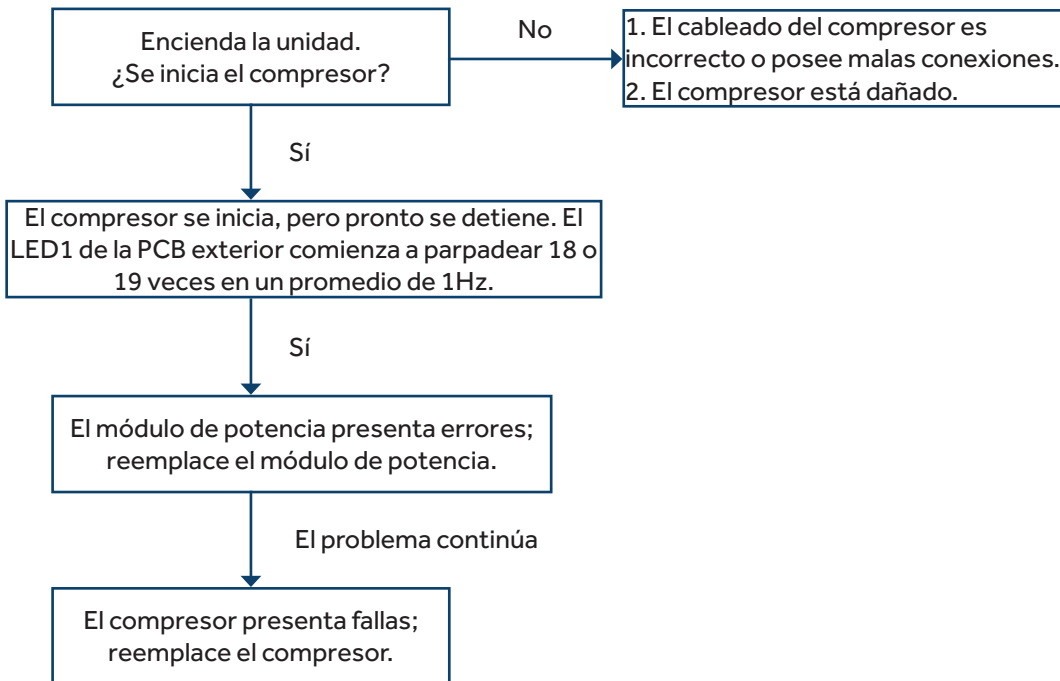 Encienda la unidad.
¿Se inicia el compresor?
No
1. El cableado del compresor es
incorrecto o posee malas conexiones.
2. El compresor está dañado.
Sí
El compresor se inicia, pero pronto se detiene. El
LED1 de la PCB exterior comienza a parpadear 18 o
19 veces en un promedio de 1Hz.
Sí
El módulo de potencia presenta errores;
reemplace el módulo de potencia.
El problema continúa
El compresor presenta fallas;
reemplace el compresor.